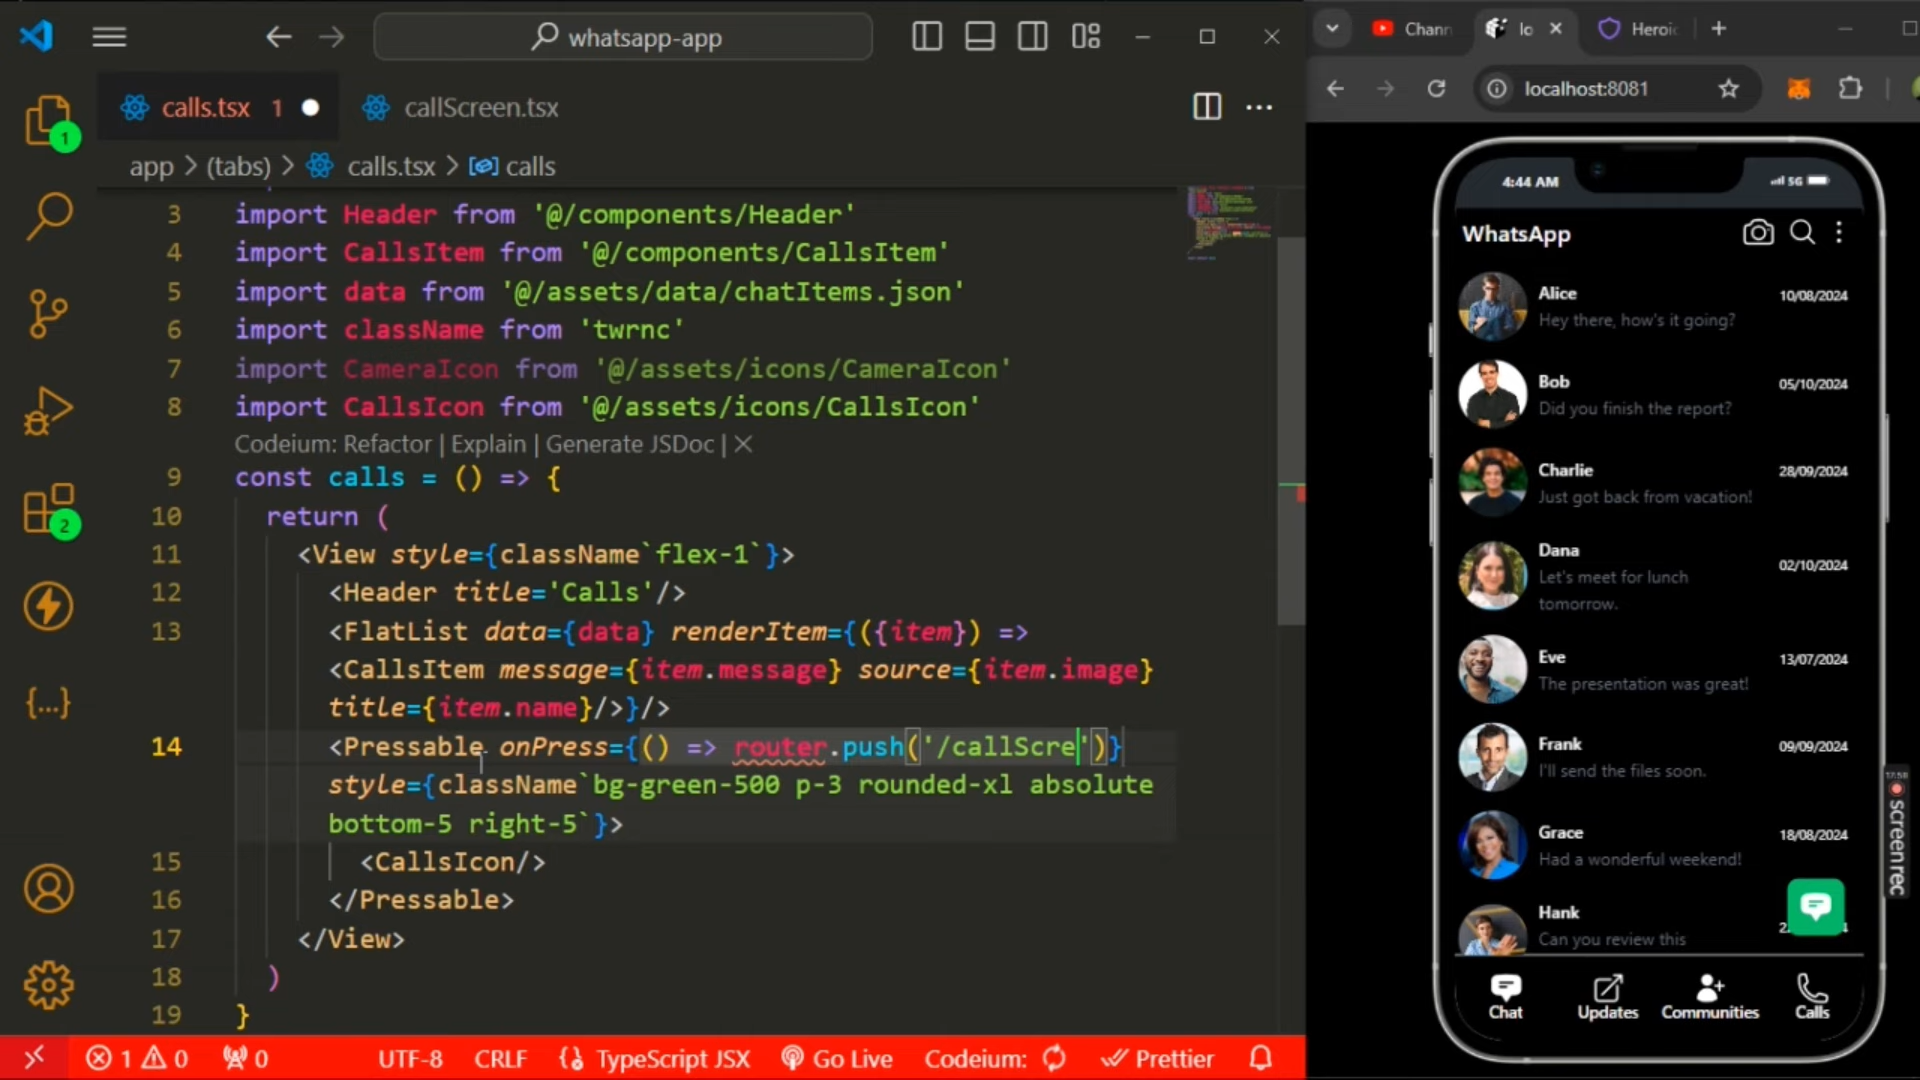 whatsapp-app
calls.tsx 1
callScreen.tsx
app > (tabs) > calls.tsx > calls
3 import Header from '@/components/Header'
4 import CallsItem from '@/components/CallsItem'
5 import data from '@/assets/data/chatItems.json'
6 import className from 'twrnc'
7 import CameraIcon from '@/assets/icons/CameraIcon'
8 import CallsIcon from '@/assets/icons/CallsIcon'
Codeium: Refactor | Explain | Generate JSDoc | ×
9 const calls = () => {
10 return (
11 <View style={className`flex-1`}>
12 <Header title='Calls'/>
13 <FlatList data={data} renderItem={({item}) =>
<CallsItem message={item.message} source={item.image}
title={item.name}/>}/>
14 <Pressable onPress={() => router.push('/callScre')}
style={className`bg-green-500 p-3 rounded-xl absolute
bottom-5 right-5`}>
15 <CallsIcon/>
16 </Pressable>
17 </View>
18 )
19 }
1
2
{...}
1 0 0 UTF-8 CRLF {} TypeScript JSX Go Live Codeium: Prettier
Chann
lo
Heroic
localhost:8081
4:44 AM
5G
WhatsApp
Alice 10/08/2024
Hey there, how's it going?
Bob 05/10/2024
Did you finish the report?
Charlie 28/09/2024
Just got back from vacation!
Dana 02/10/2024
Let's meet for lunch
tomorrow.
Eve 13/07/2024
The presentation was great!
Frank 09/09/2024
I'll send the files soon.
Grace 18/08/2024
Had a wonderful weekend!
Hank
Can you review this
Chat Updates Communities Calls
17:58
screen rec